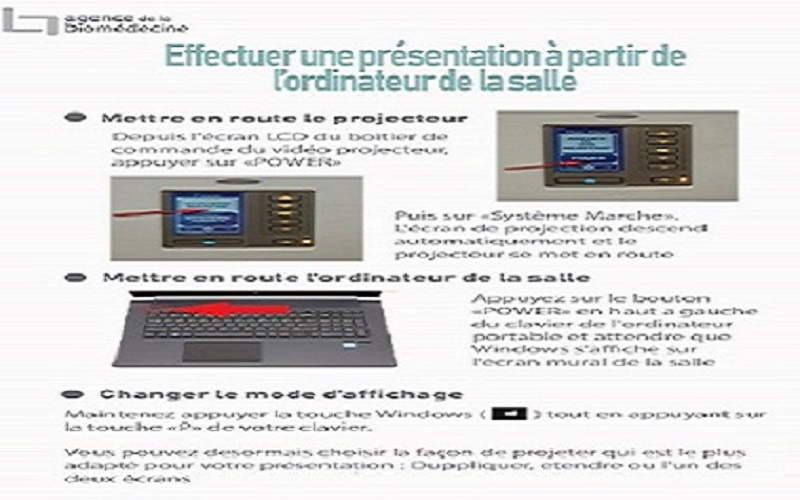 agence de la
biomédecine
Effectuer une présentation à partir de
l'ordinateur de la salle
Mettre en route le projecteur
Depuis l'écran LCD du boitier de
commande du vidéo projecteur,
appuyer sur «POWER»
Puis sur «Système Marche».
L'écran de projection descend
automatiquement et le
projecteur se met en route
Mettre en route l'ordinateur de la salle
Appuyez sur le bouton
«POWER» en haut a gauche
du clavier de l'ordinateur
portable et attendre que
Windows s'affiche sur
l'écran mural de la salle
Changer le mode d'affichage
Maintenez appuyer la touche Windows ( ) tout en appuyant sur
la touche «P» de votre clavier.
Vous pouvez desormais choisir la façon de projeter qui est le plus
adapté pour votre présentation : Duppliquer, etendre ou l'un des
deux écrans